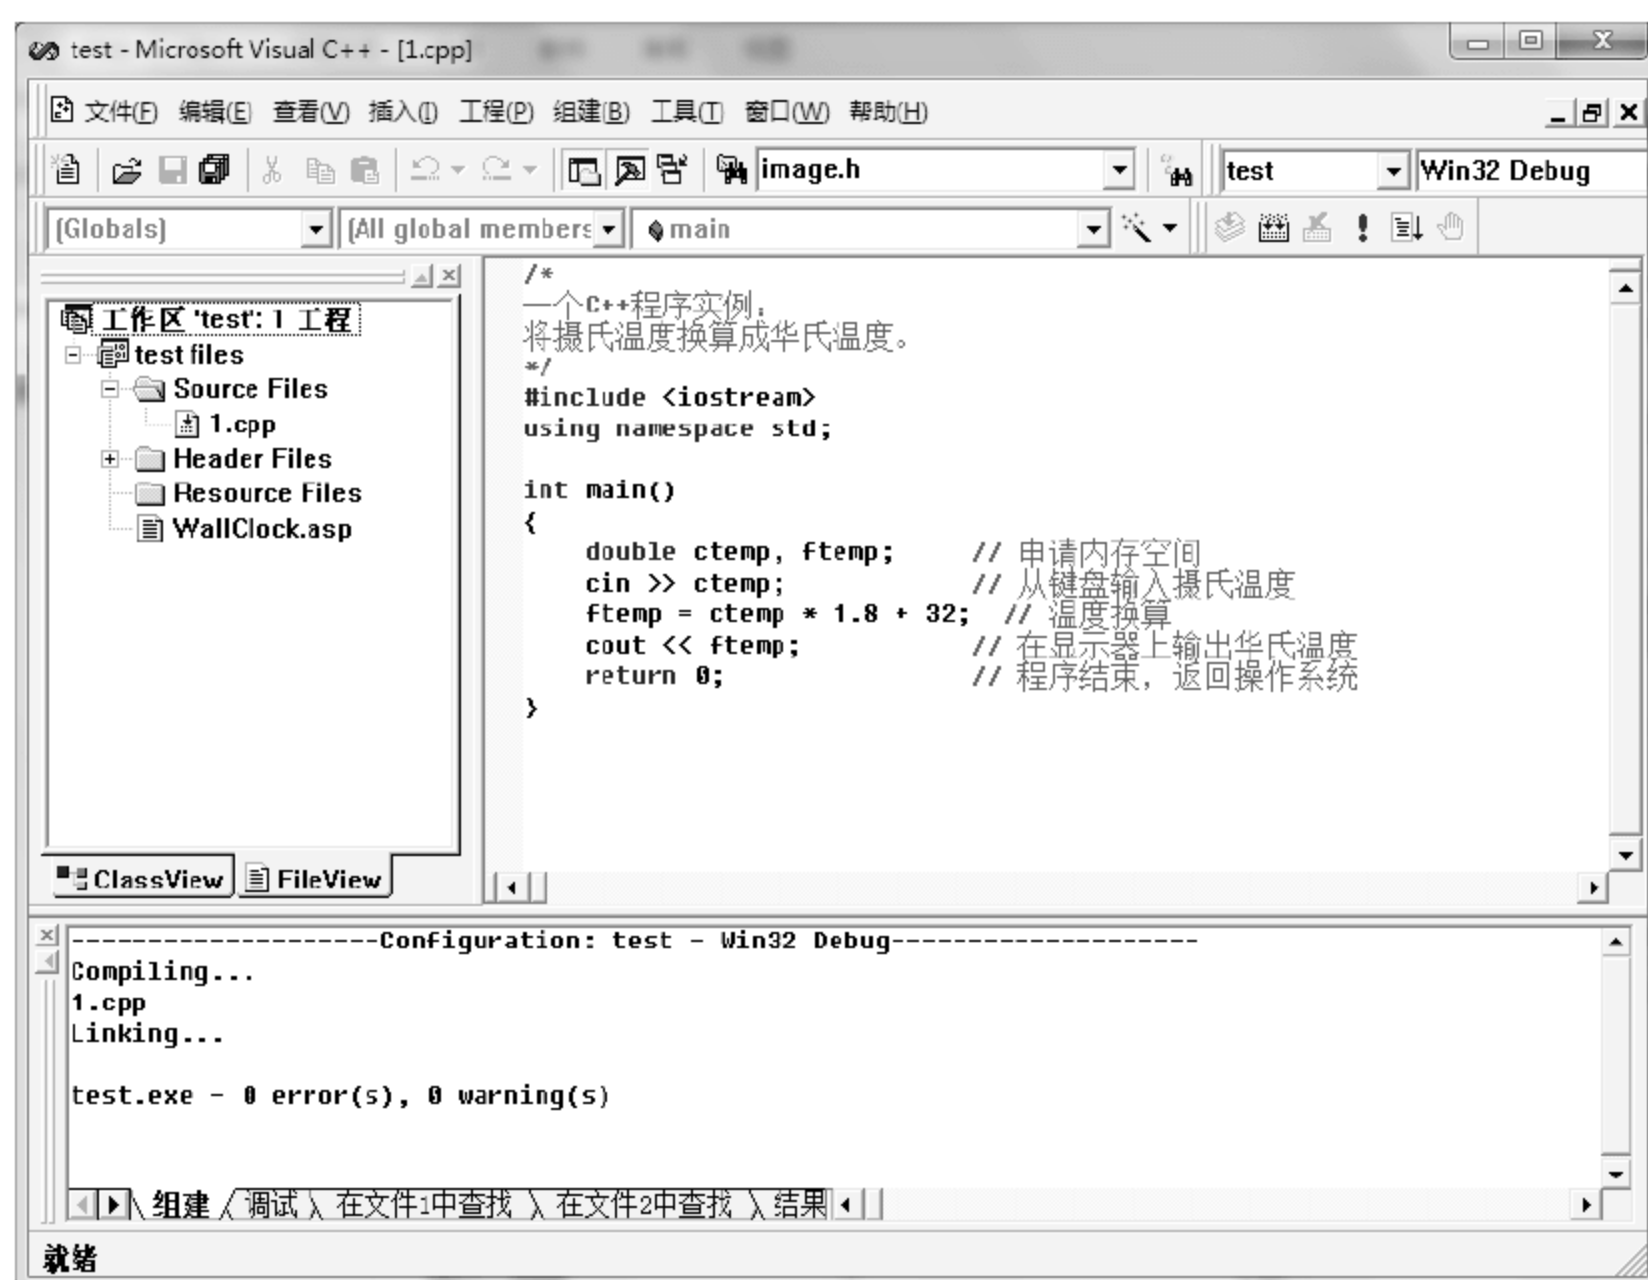 test - Microsoft Visual C++ - [1.cpp]
文件(F) 编辑(E) 查看(V) 插入(I) 工程(P) 组建(B) 工具(T) 窗口(W) 帮助(H)
image.h test Win32 Debug
(Globals) (All global members main
工作区 'test': 1 工程
test files
Source Files
1.cpp
Header Files
Resource Files
WallClock.asp
ClassView FileView
/*
一个C++程序实例,
将摄氏温度换算成华氏温度。
*/
#include <iostream>
using namespace std;
int main()
{
double ctemp, ftemp; // 申请内存空间
cin >> ctemp; // 从键盘输入摄氏温度
ftemp = ctemp * 1.8 + 32; // 温度换算
cout << ftemp; // 在显示器上输出华氏温度
return 0; // 程序结束，返回操作系统
}
--------------------Configuration: test - Win32 Debug--------------------
Compiling...
1.cpp
Linking...
test.exe - 0 error(s), 0 warning(s)
组建 调试 在文件1中查找 在文件2中查找 结果
就绪